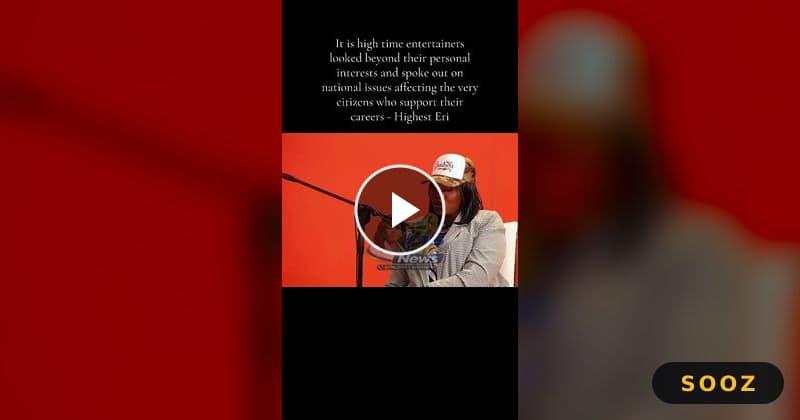 It is high time entertainers
looked beyond their personal
interests and spoke out on
national issues affecting the very
citizens who support their
careers - Highest Eri
News
SOOZ